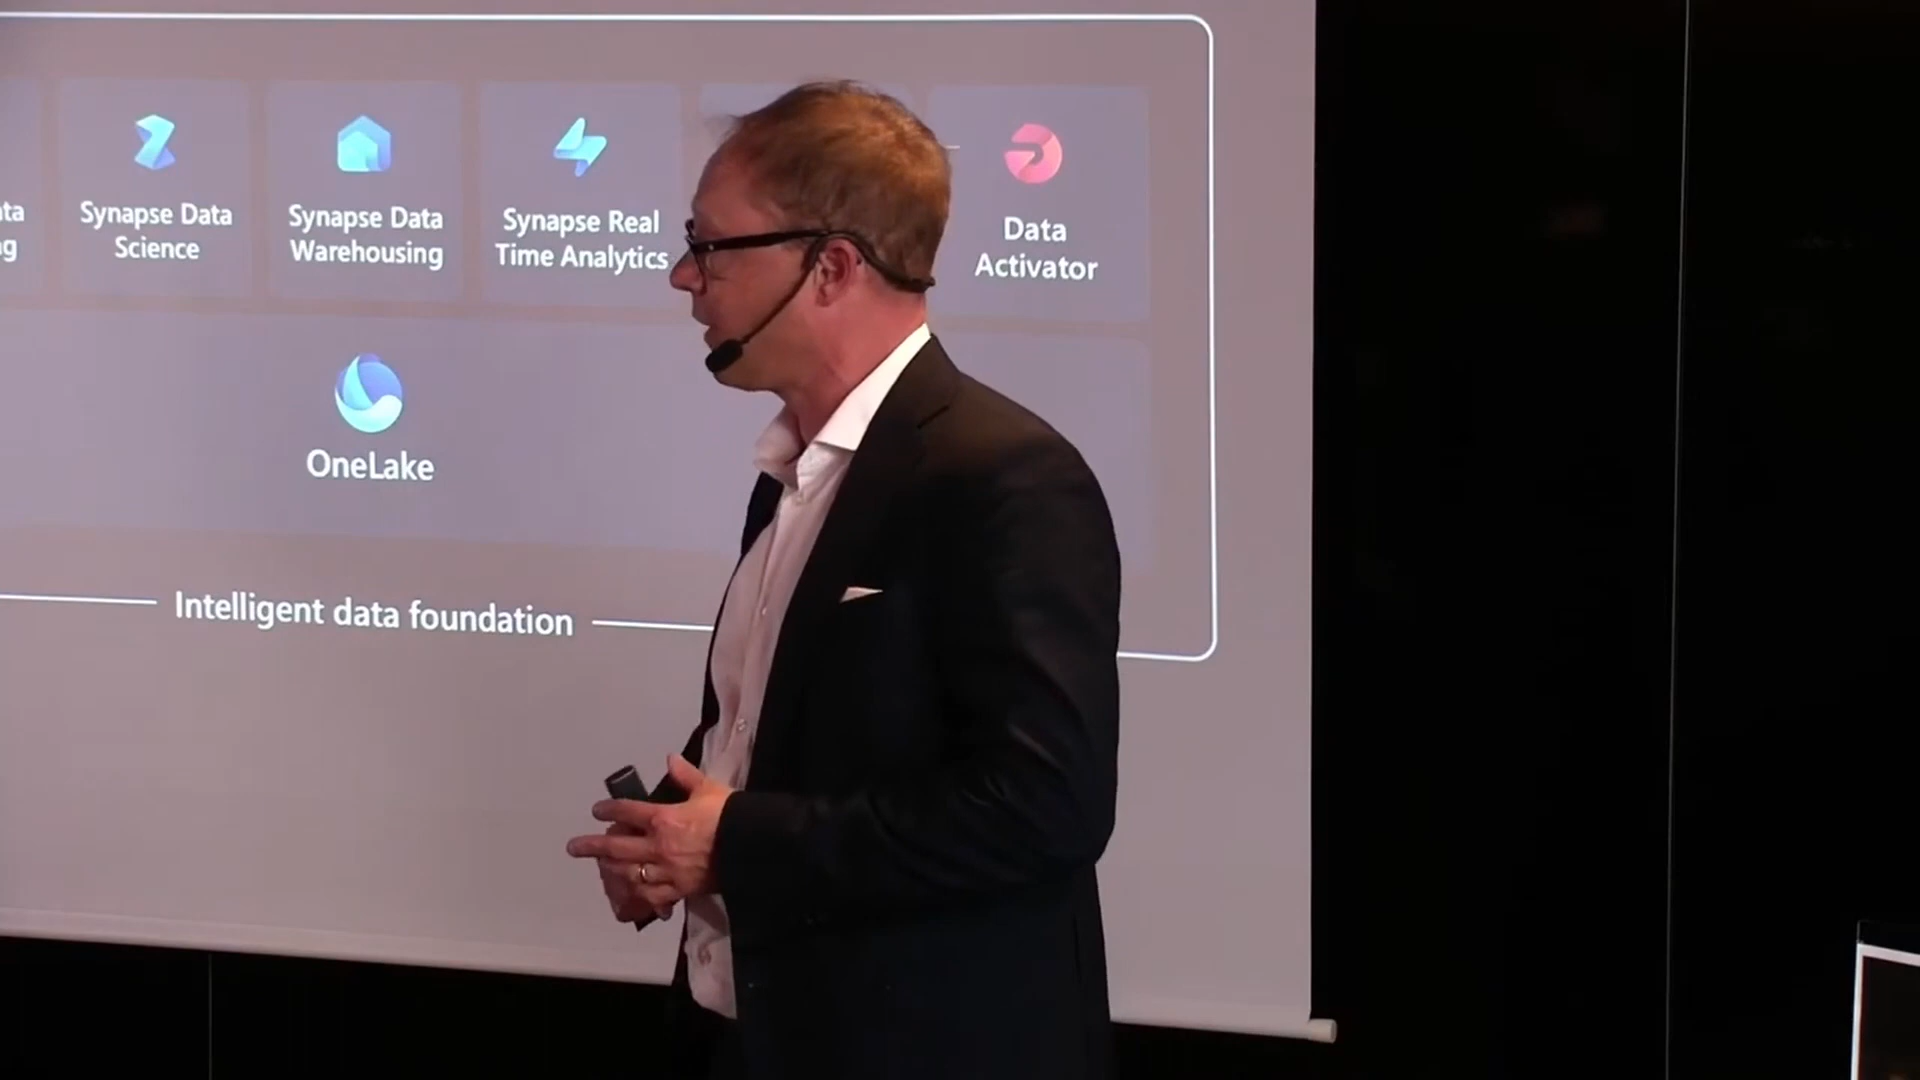 Synapse Data
Science
Synapse Data
Warehousing
Synapse Real
Time Analytics
Data
Activator
OneLake
Intelligent data foundation